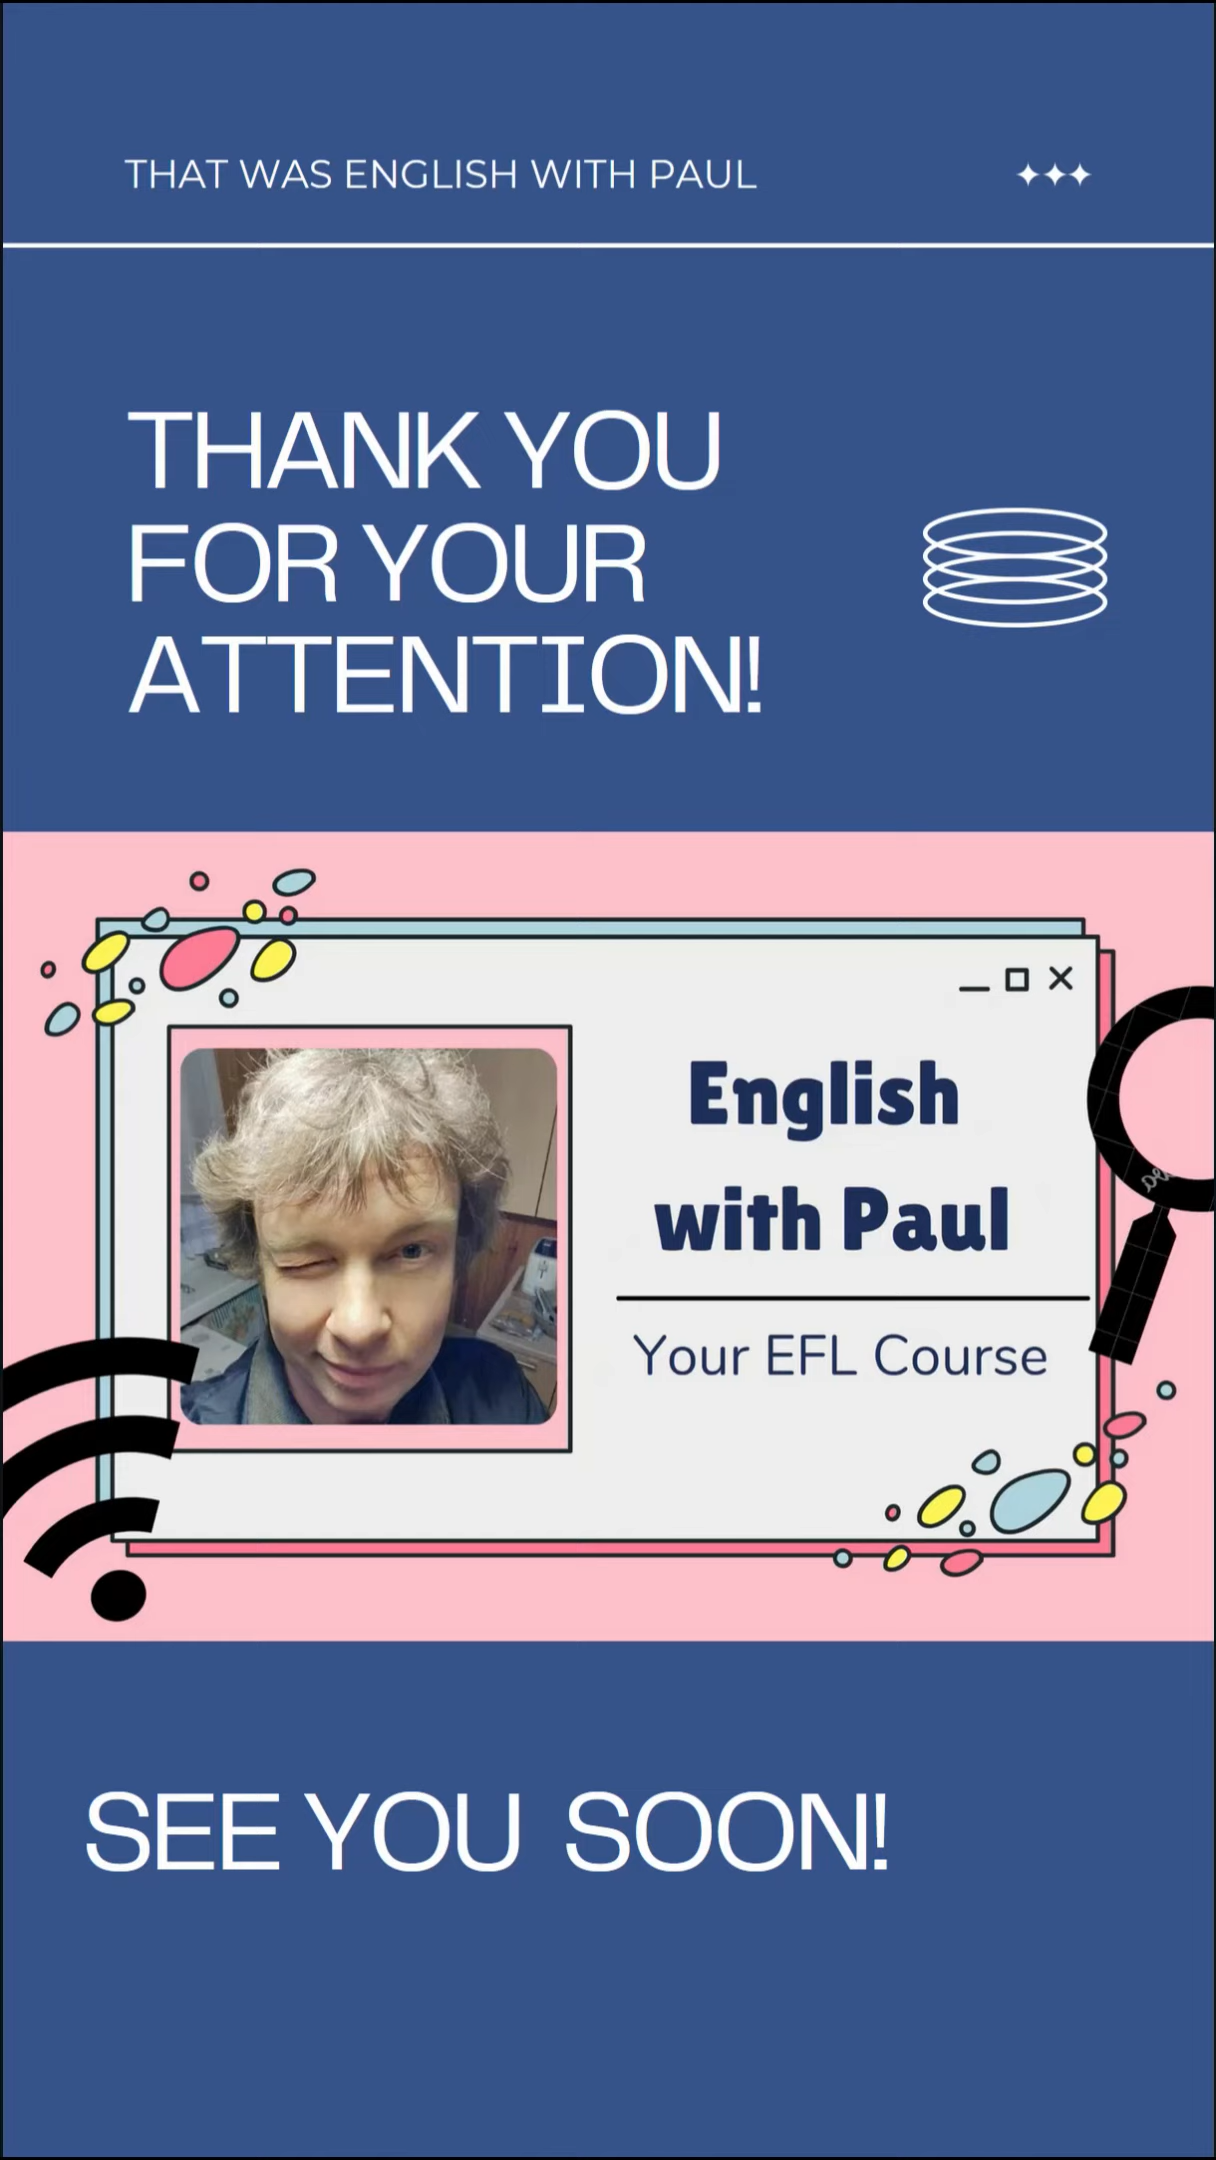 THAT WAS ENGLISH WITH PAUL
THANK YOU
FOR YOUR
ATTENTION!
English
with Paul
Your EFL Course
SEE YOU SOON!